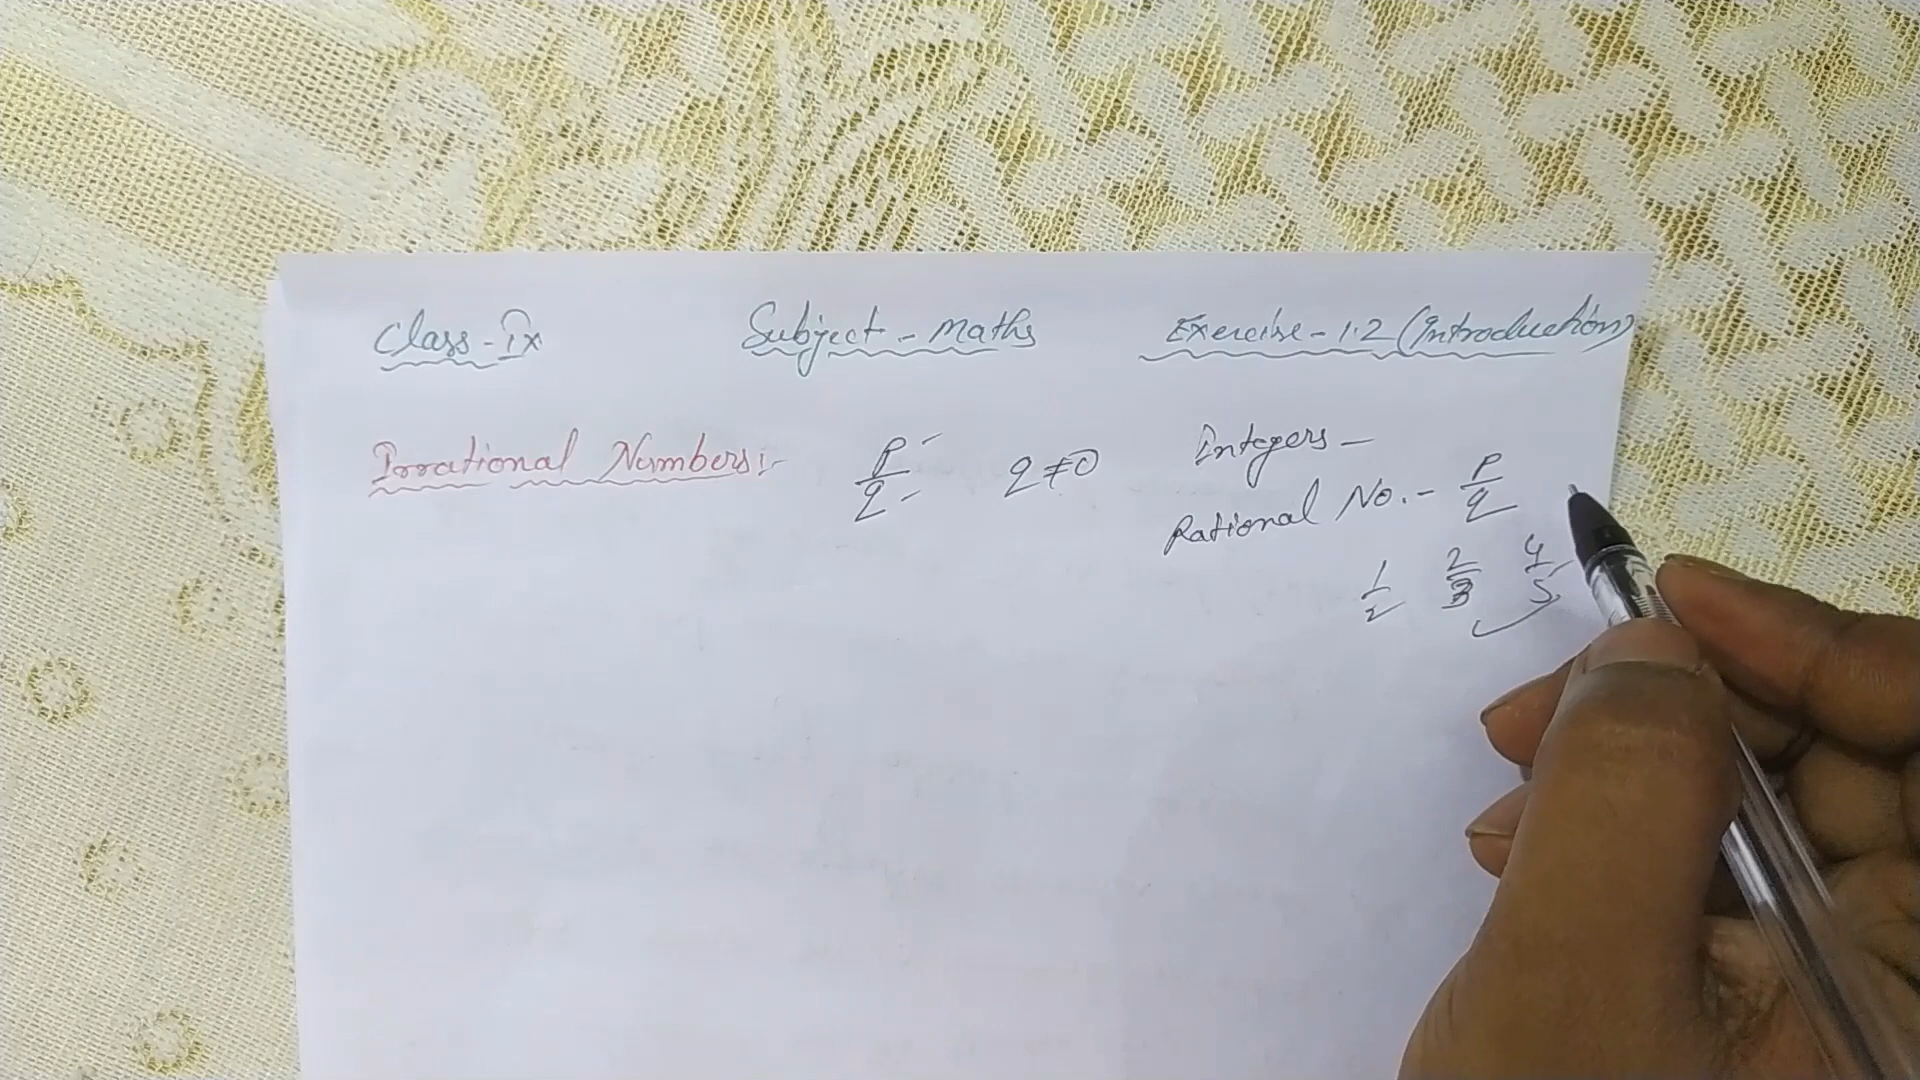 Class-IX Subject - Maths Exercise-1.2 (Introduction)
Irrational Numbers:- P/q q≠0 Integers -
Rational No.- P/q
1/2 2/3 4/5